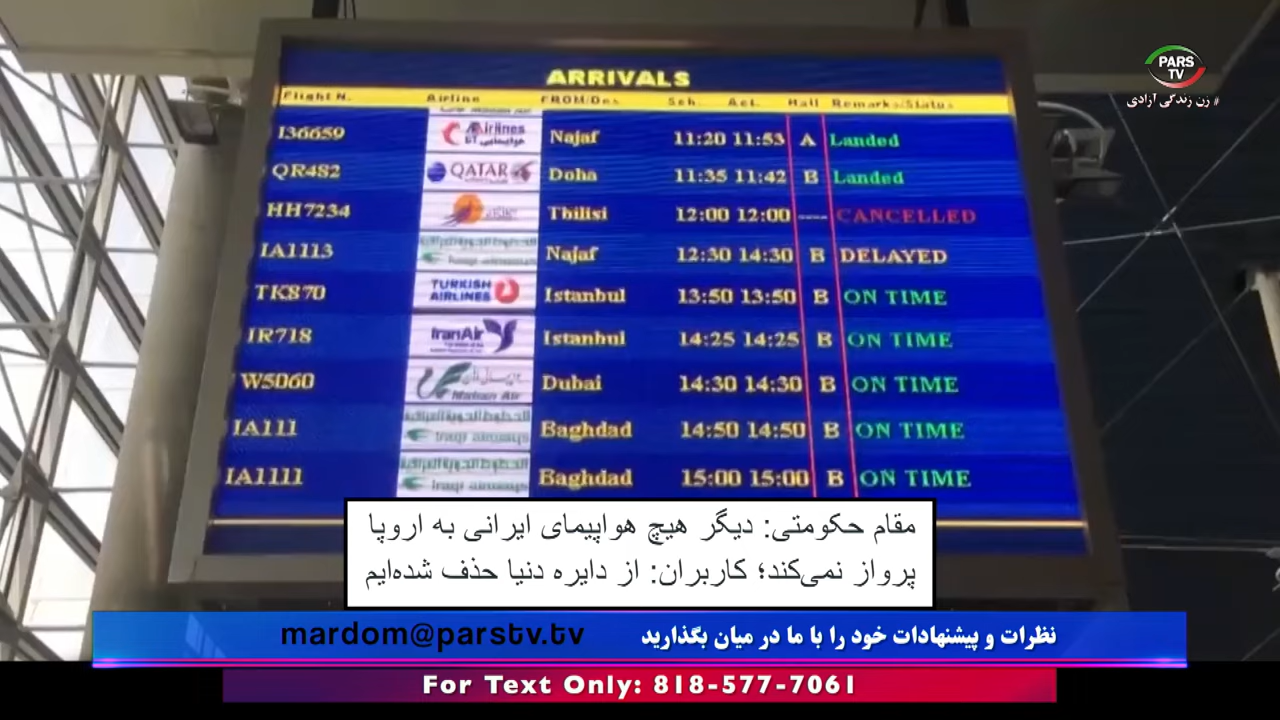 PARS
TV
# زن زندگی آزادی
ARRIVALS
Flight N. Airline FROM/Des Sch. Act. Hall Remarks/Status
I36659 Airlines Najaf 11:20 11:53 A Landed
QR482 QATAR Doha 11:35 11:42 B Landed
HH7234 Tbilisi 12:00 12:00 ---- CANCELLED
IA1113 Najaf 12:30 14:30 B DELAYED
TK870 TURKISH AIRLINES Istanbul 13:50 13:50 B ON TIME
IR718 IranAir Istanbul 14:25 14:25 B ON TIME
W5060 Mahan Air Dubai 14:30 14:30 B ON TIME
IA111 Iraqi airways Baghdad 14:50 14:50 B ON TIME
IA1111 Iraqi airways Baghdad 15:00 15:00 B ON TIME
مقام حکومتی: دیگر هیچ هواپیمای ایرانی به اروپا
پرواز نمی‌کند؛ کاربران: از دایره دنیا حذف شده‌ایم
نظرات و پیشنهادات خود را با ما در میان بگذارید mardom@parstv.tv
For Text Only: 818-577-7061